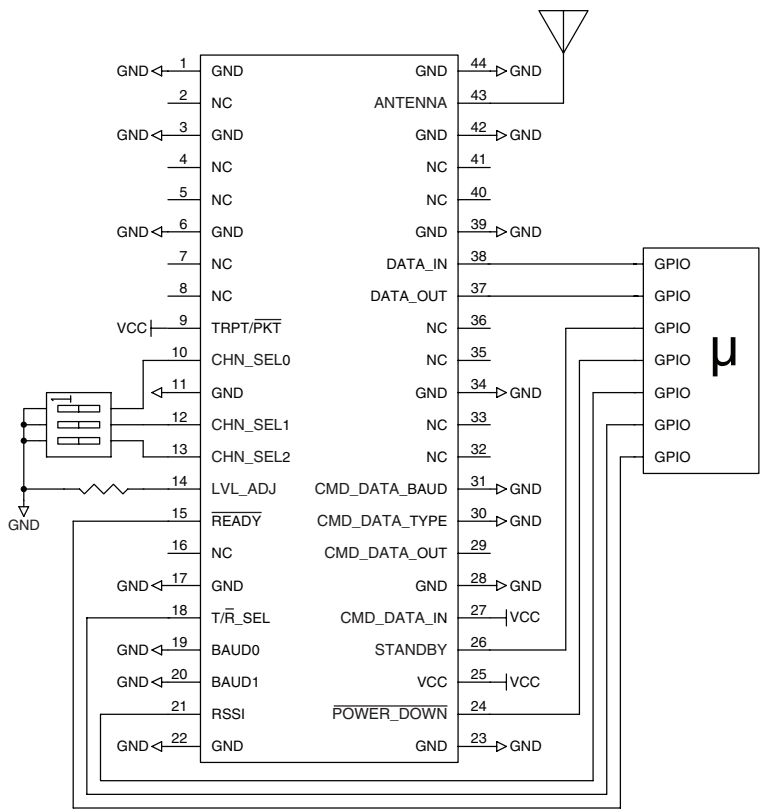 GND 1 GND GND 44 GND
2 NC ANTENNA 43
GND 3 GND GND 42 GND
4 NC NC 41
5 NC NC 40
GND 6 GND GND 39 GND
7 NC DATA_IN 38 GPIO
8 NC DATA_OUT 37 GPIO
VCC 9 TRPT/PKT NC 36 GPIO
10 CHN_SEL0 NC 35 GPIO
11 GND GND 34 GND GPIO
12 CHN_SEL1 NC 33 GPIO
13 CHN_SEL2 NC 32 GPIO
µ
1
14 LVL_ADJ CMD_DATA_BAUD 31 GND
GND 15 READY CMD_DATA_TYPE 30 GND
16 NC CMD_DATA_OUT 29
GND 17 GND GND 28 GND
18 T/R_SEL CMD_DATA_IN 27 VCC
GND 19 BAUD0 STANDBY 26
GND 20 BAUD1 VCC 25 VCC
21 RSSI POWER_DOWN 24
GND 22 GND GND 23 GND